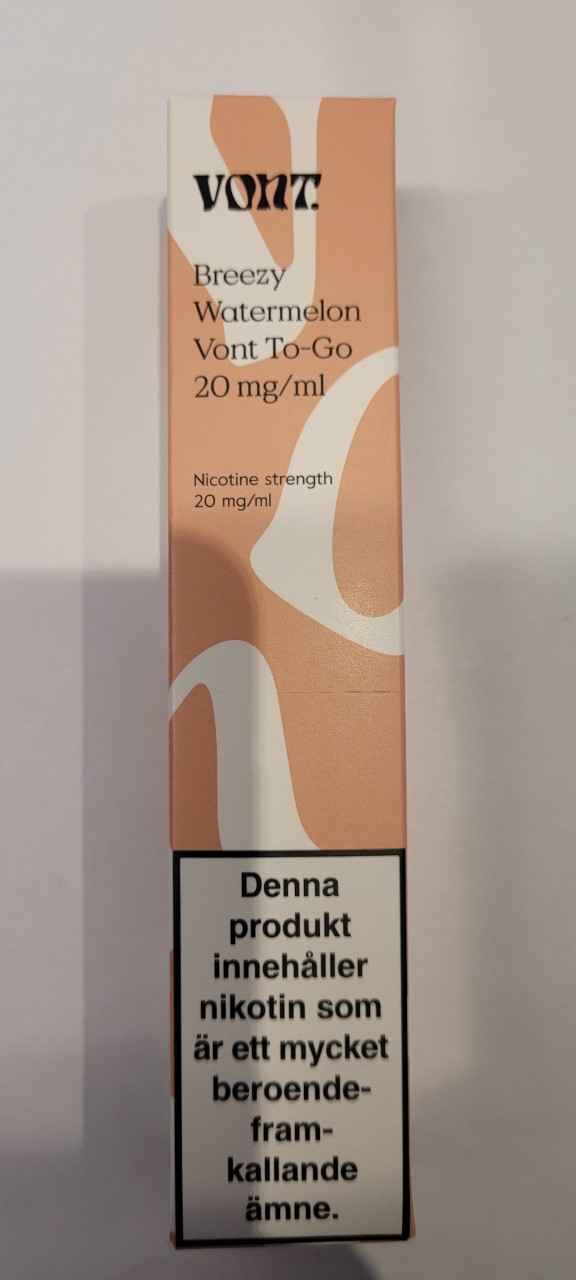 VONT.
Breezy
Watermelon
Vont To-Go
20 mg/ml
Nicotine strength
20 mg/ml
Denna
produkt
innehåller
nikotin som
är ett mycket
beroende-
fram-
kallande
ämne.